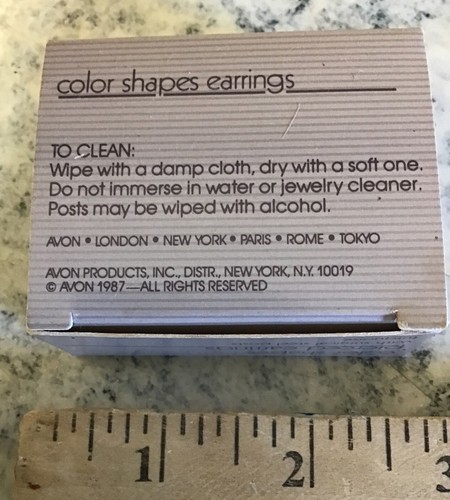 color shapes earrings
TO CLEAN:
Wipe with a damp cloth, dry with a soft one.
Do not immerse in water or jewelry cleaner.
Posts may be wiped with alcohol.
AVON • LONDON • NEW YORK • PARIS • ROME • TOKYO
AVON PRODUCTS, INC., DISTR., NEW YORK, N.Y. 10019
© AVON 1987—ALL RIGHTS RESERVED
1 2 3